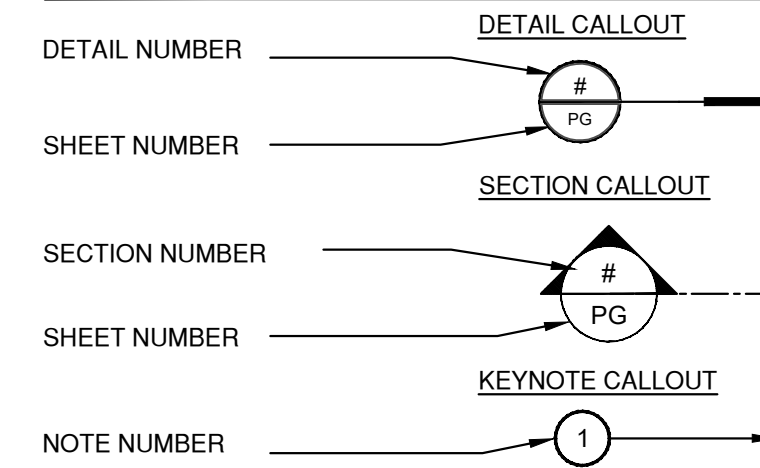 DETAIL CALLOUT
DETAIL NUMBER
#
PG
SHEET NUMBER
SECTION CALLOUT
SECTION NUMBER
#
PG
SHEET NUMBER
KEYNOTE CALLOUT
NOTE NUMBER
1